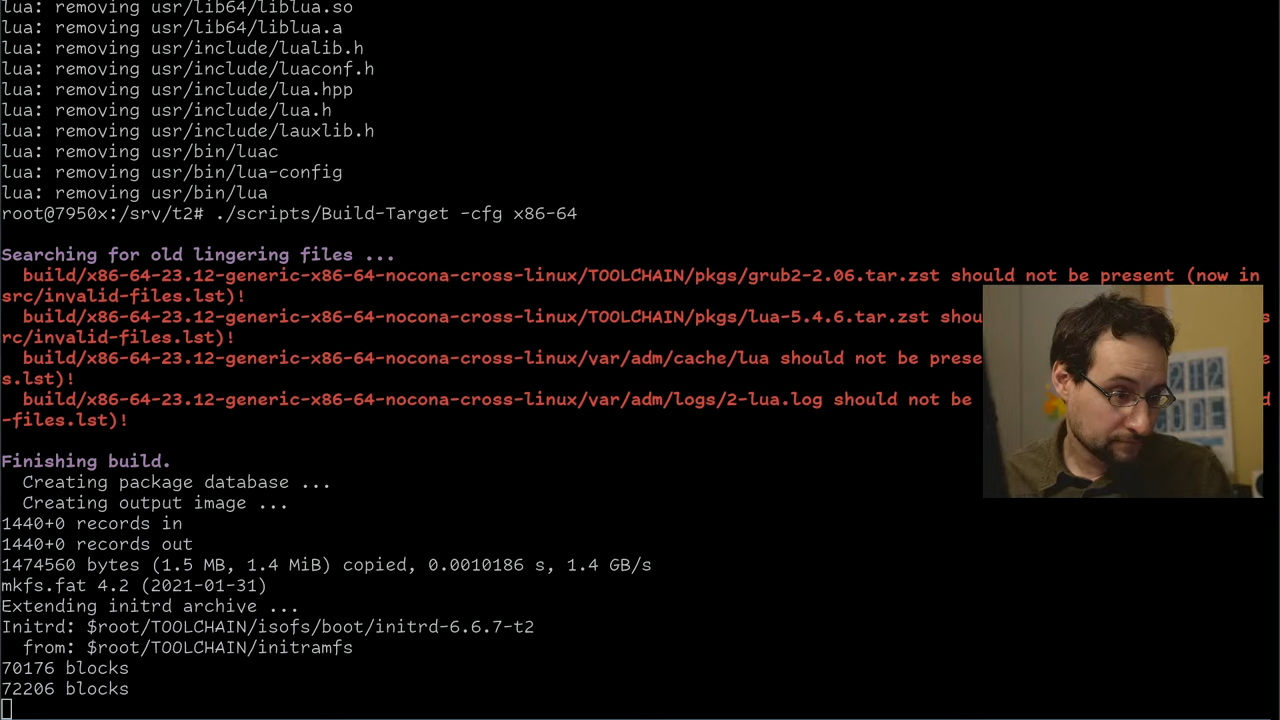 lua: removing usr/lib64/liblua.so
lua: removing usr/lib64/liblua.a
lua: removing usr/include/lualib.h
lua: removing usr/include/luaconf.h
lua: removing usr/include/lua.hpp
lua: removing usr/include/lua.h
lua: removing usr/include/lauxlib.h
lua: removing usr/bin/luac
lua: removing usr/bin/lua-config
lua: removing usr/bin/lua
root@7950x:/srv/t2# ./scripts/Build-Target -cfg x86-64
Searching for old lingering files ...
build/x86-64-23.12-generic-x86-64-nocona-cross-linux/TOOLCHAIN/pkgs/grub2-2.06.tar.zst should not be present (now in
src/invalid-files.lst)!
build/x86-64-23.12-generic-x86-64-nocona-cross-linux/TOOLCHAIN/pkgs/lua-5.4.6.tar.zst shou
rc/invalid-files.lst)!
build/x86-64-23.12-generic-x86-64-nocona-cross-linux/var/adm/cache/lua should not be prese
s.lst)!
build/x86-64-23.12-generic-x86-64-nocona-cross-linux/var/adm/logs/2-lua.log should not be
-files.lst)!
Finishing build.
Creating package database ...
Creating output image ...
1440+0 records in
1440+0 records out
1474560 bytes (1.5 MB, 1.4 MiB) copied, 0.0010186 s, 1.4 GB/s
mkfs.fat 4.2 (2021-01-31)
Extending initrd archive ...
Initrd: $root/TOOLCHAIN/isofs/boot/initrd-6.6.7-t2
from: $root/TOOLCHAIN/initramfs
70176 blocks
72206 blocks